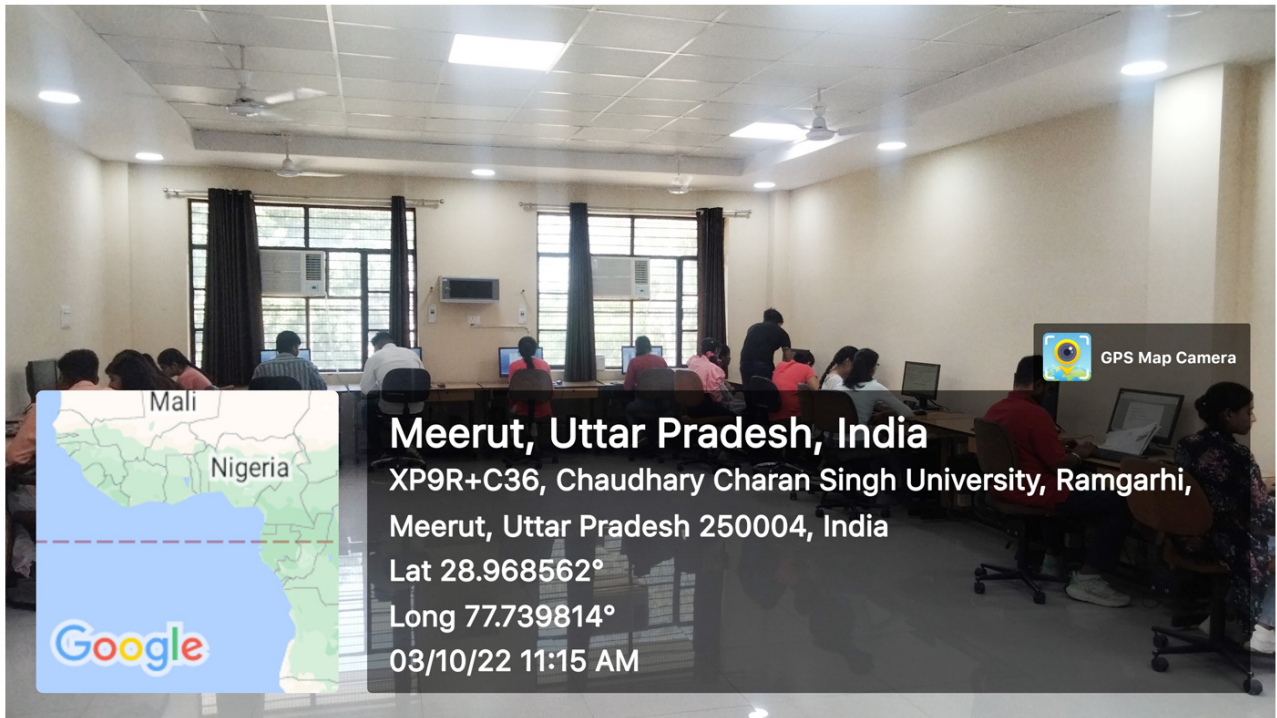 GPS Map Camera
Mali
Nigeria
Google
Meerut, Uttar Pradesh, India
XP9R+C36, Chaudhary Charan Singh University, Ramgarhi,
Meerut, Uttar Pradesh 250004, India
Lat 28.968562°
Long 77.739814°
03/10/22 11:15 AM